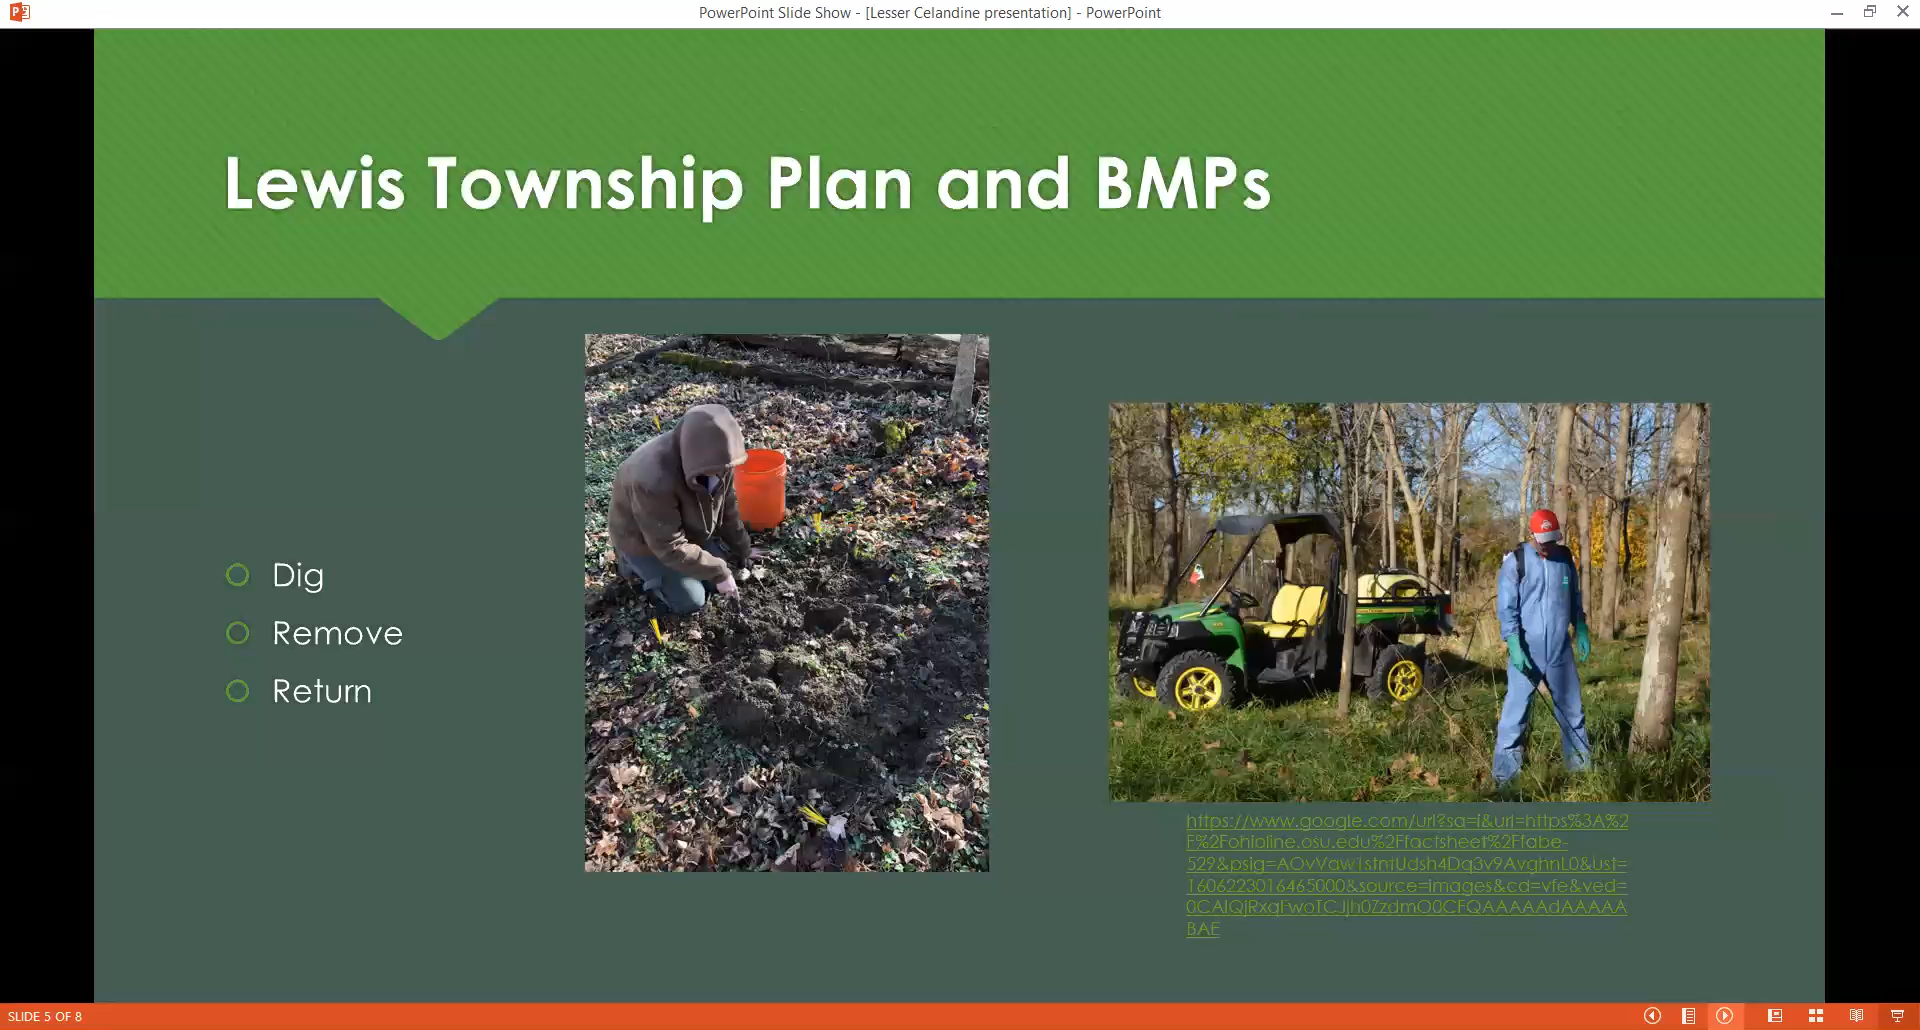 PowerPoint Slide Show - [Lesser Celandine presentation] - PowerPoint
Lewis Township Plan and BMPs
Dig
Remove
Return
https://www.google.com/url?sa=i&url=https%3A%2
F%2Fohioline.osu.edu%2Ffactsheet%2Ffabe-
529&psig=AOvVaw1stntUdsh4Dq3v9AvghnL0&ust=
1606223016465000&source=images&cd=vfe&ved=
BAE
SLIDE 5 OF 8